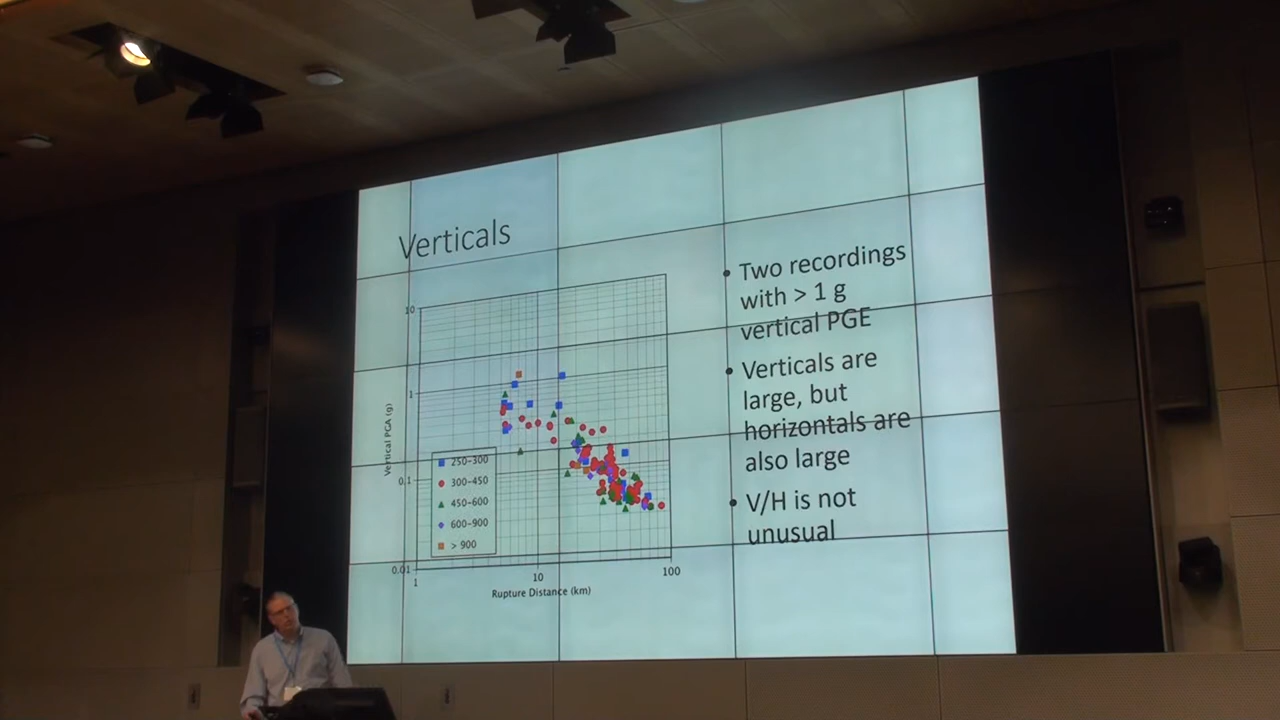 Verticals
10
1
0.1
0.01
Vertical PGA (g)
250-300
300-450
450-600
600-900
> 900
1
10
100
Rupture Distance (km)
• Two recordings
with > 1 g
vertical PGE
• Verticals are
large, but
horizontals are
also large
• V/H is not
unusual